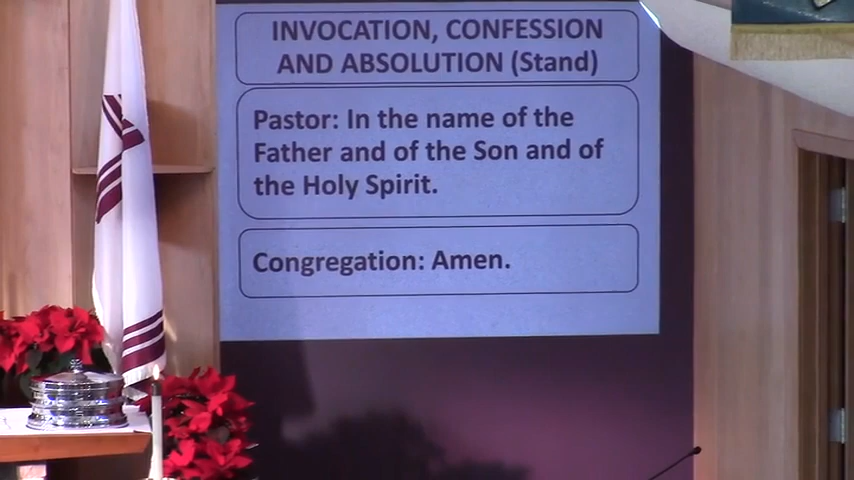 INVOCATION, CONFESSION
AND ABSOLUTION (Stand)
Pastor: In the name of the
Father and of the Son and of
the Holy Spirit.
Congregation: Amen.